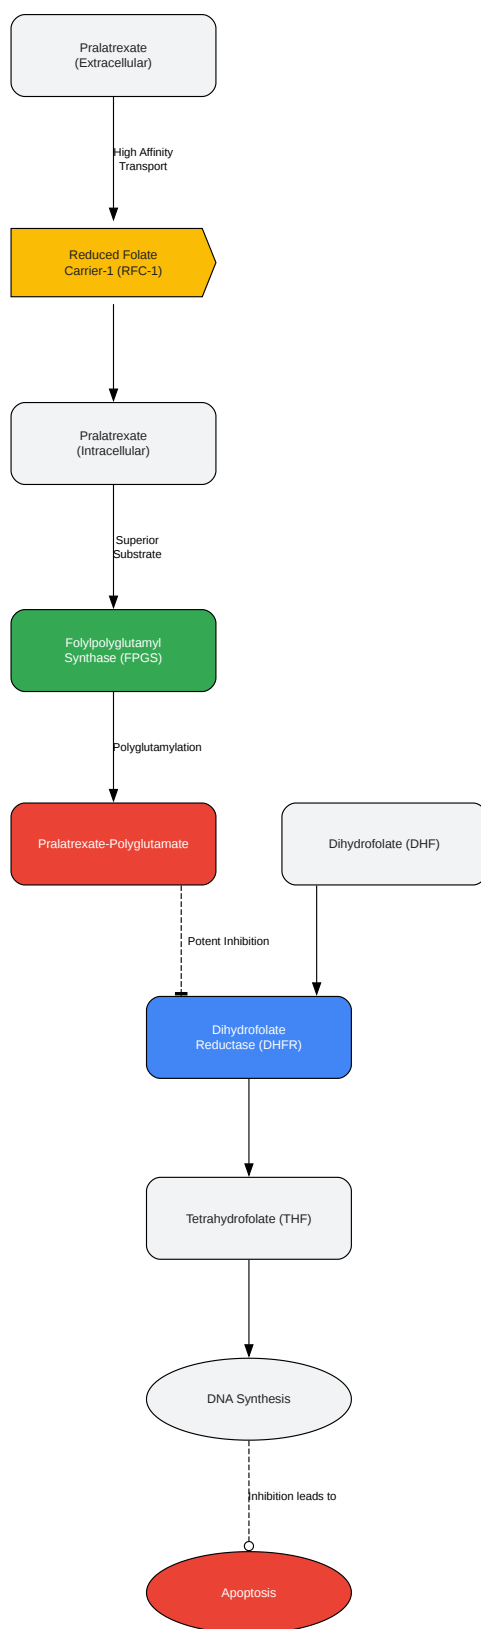 Pralatrexate
(Extracellular)
High Affinity
Transport
Reduced Folate
Carrier-1 (RFC-1)
Pralatrexate
(Intracellular)
Superior
Substrate
Folylpolyglutamyl
Synthase (FPGS)
Polyglutamylation
Pralatrexate-Polyglutamate
Dihydrofolate (DHF)
Potent Inhibition
Dihydrofolate
Reductase (DHFR)
Tetrahydrofolate (THF)
DNA Synthesis
Inhibition leads to
Apoptosis